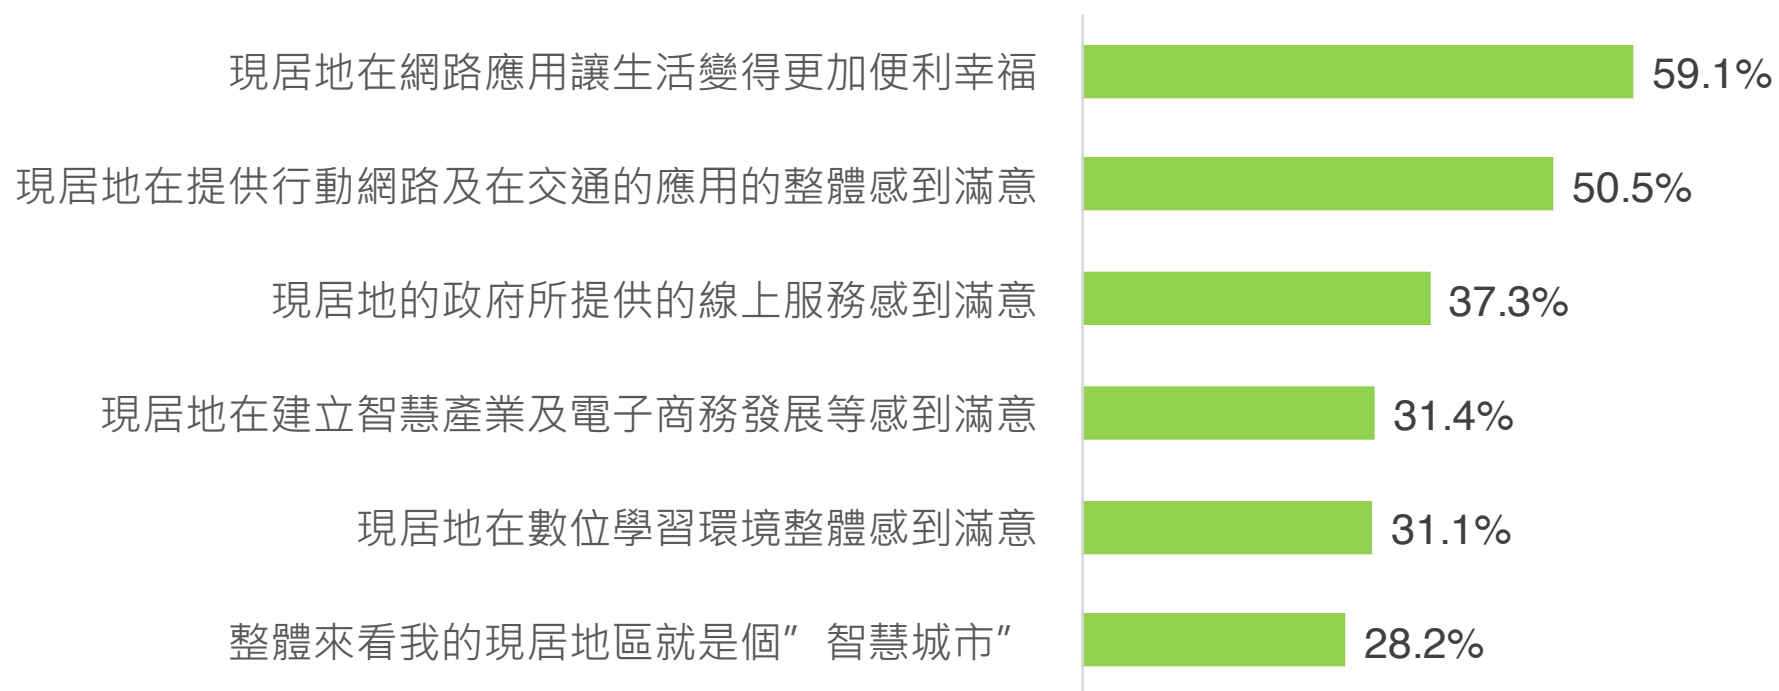 現居地在網路應用讓生活變得更加便利幸福 59.1%
現居地在提供行動網路及在交通的應用的整體感到滿意 50.5%
現居地的政府所提供的線上服務感到滿意 37.3%
現居地在建立智慧產業及電子商務發展等感到滿意 31.4%
現居地在數位學習環境整體感到滿意 31.1%
整體來看我的現居地區就是個”智慧城市” 28.2%